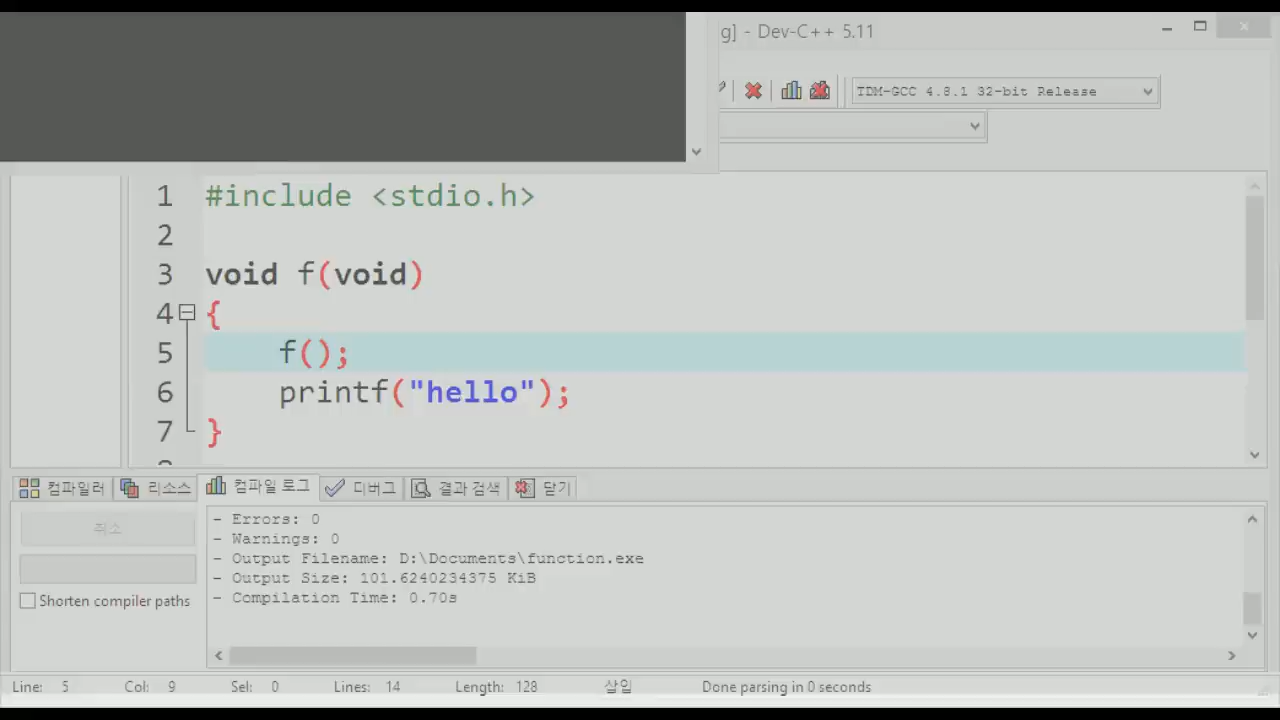 g] - Dev-C++ 5.11
TDM-GCC 4.8.1 32-bit Release
1 #include <stdio.h>
2
3 void f(void)
4 {
5 f();
6 printf("hello");
7 }
컴파일러 리소스 컴파일 로그 디버그 결과 검색 닫기
취소
Shorten compiler paths
- Errors: 0
- Warnings: 0
- Output Filename: D:\Documents\function.exe
- Output Size: 101.6240234375 KiB
- Compilation Time: 0.70s
Line: 5 Col: 9 Sel: 0 Lines: 14 Length: 128 삽입 Done parsing in 0 seconds